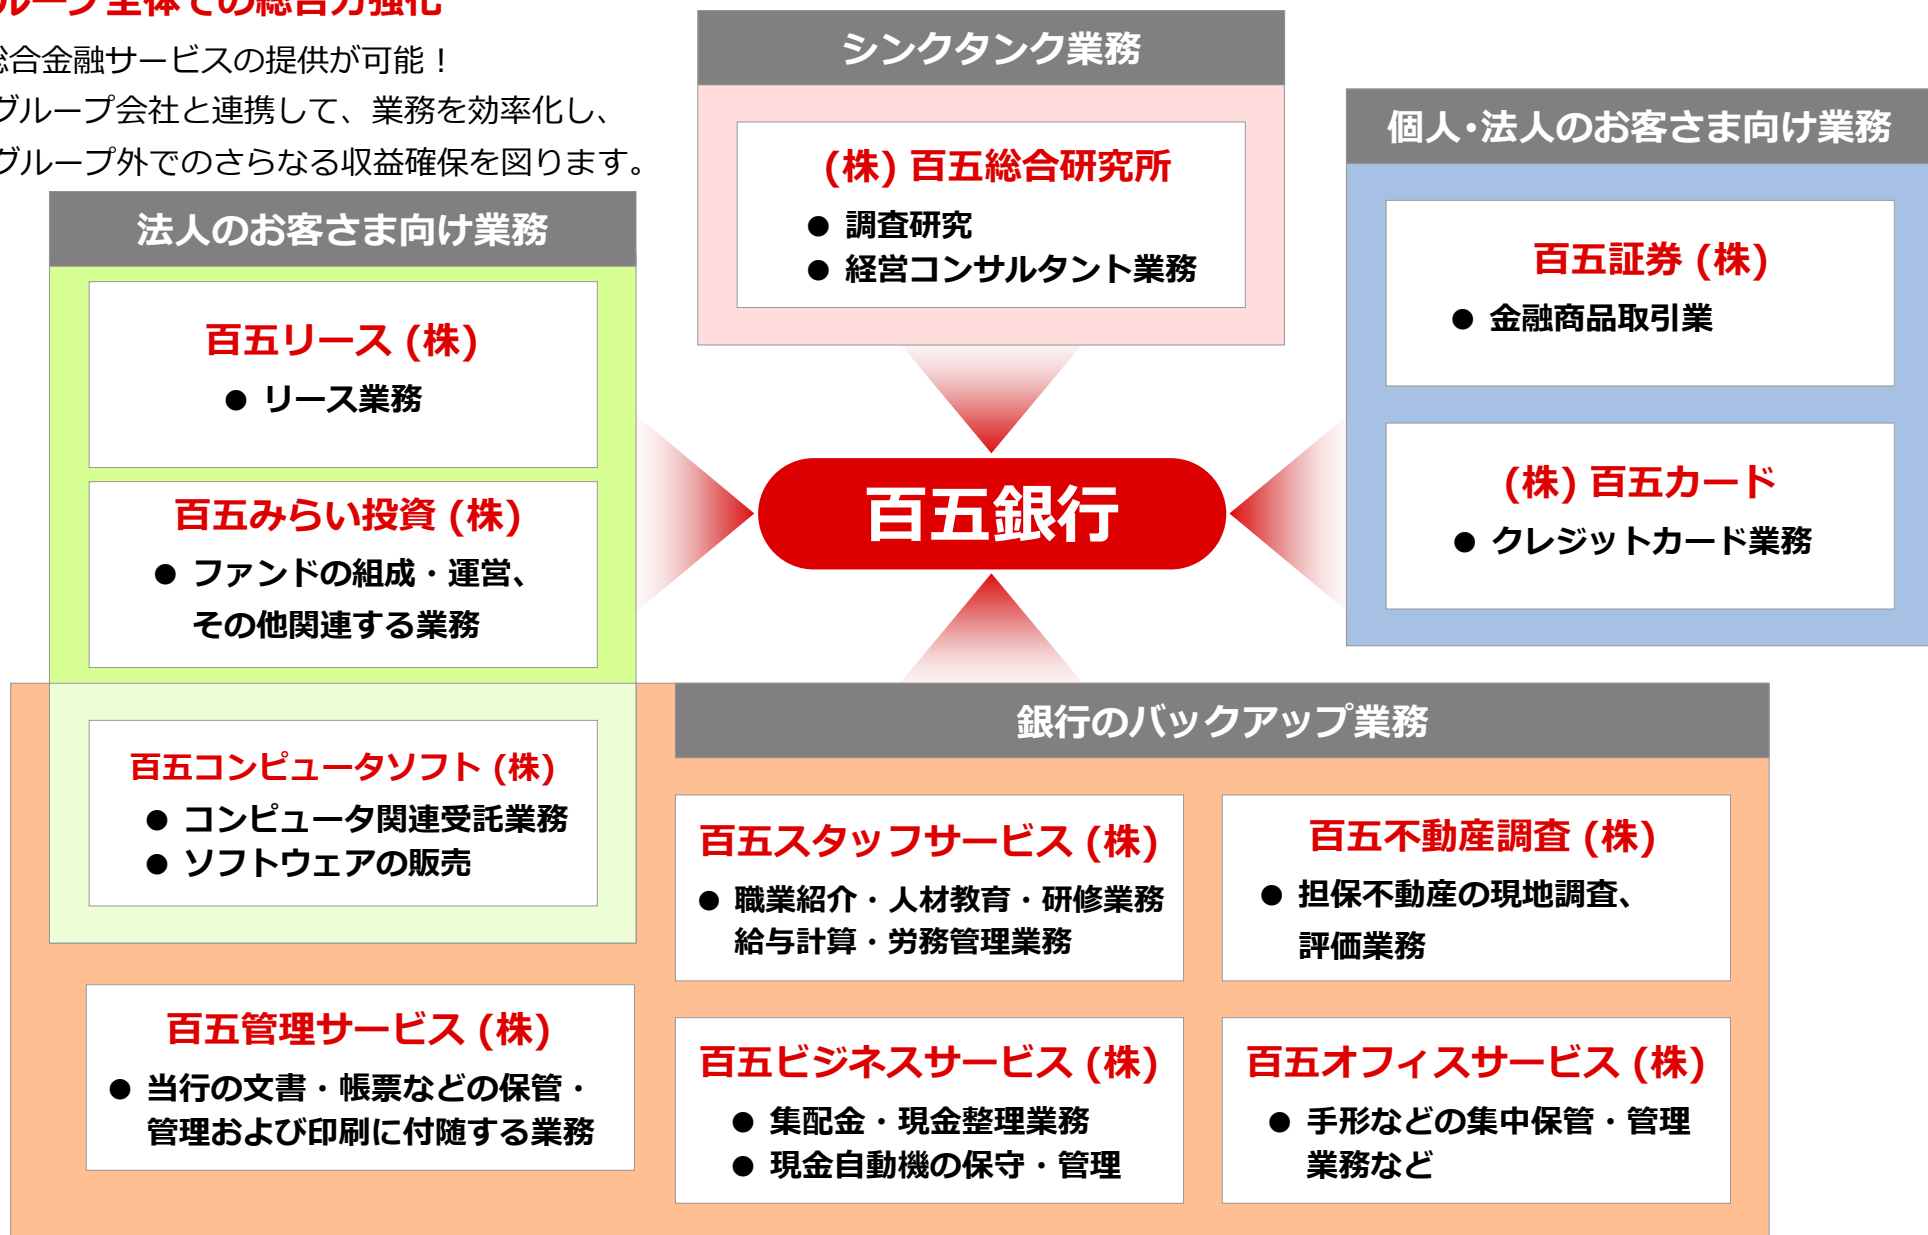 ループ全体での総合力強化
総合金融サービスの提供が可能！
グループ会社と連携して、業務を効率化し、
グループ外でのさらなる収益確保を図ります。
シンクタンク業務
(株) 百五総合研究所
● 調査研究
● 経営コンサルタント業務
個人・法人のお客さま向け業務
百五証券 (株)
● 金融商品取引業
(株) 百五カード
● クレジットカード業務
法人のお客さま向け業務
百五リース (株)
● リース業務
百五みらい投資 (株)
● ファンドの組成・運営、
その他関連する業務
百五銀行
百五コンピュータソフト (株)
● コンピュータ関連受託業務
● ソフトウェアの販売
銀行のバックアップ業務
百五スタッフサービス (株)
● 職業紹介・人材教育・研修業務
給与計算・労務管理業務
百五不動産調査 (株)
● 担保不動産の現地調査、
評価業務
百五管理サービス (株)
● 当行の文書・帳票などの保管・
管理および印刷に付随する業務
百五ビジネスサービス (株)
● 集配金・現金整理業務
● 現金自動機の保守・管理
百五オフィスサービス (株)
● 手形などの集中保管・管理
業務など